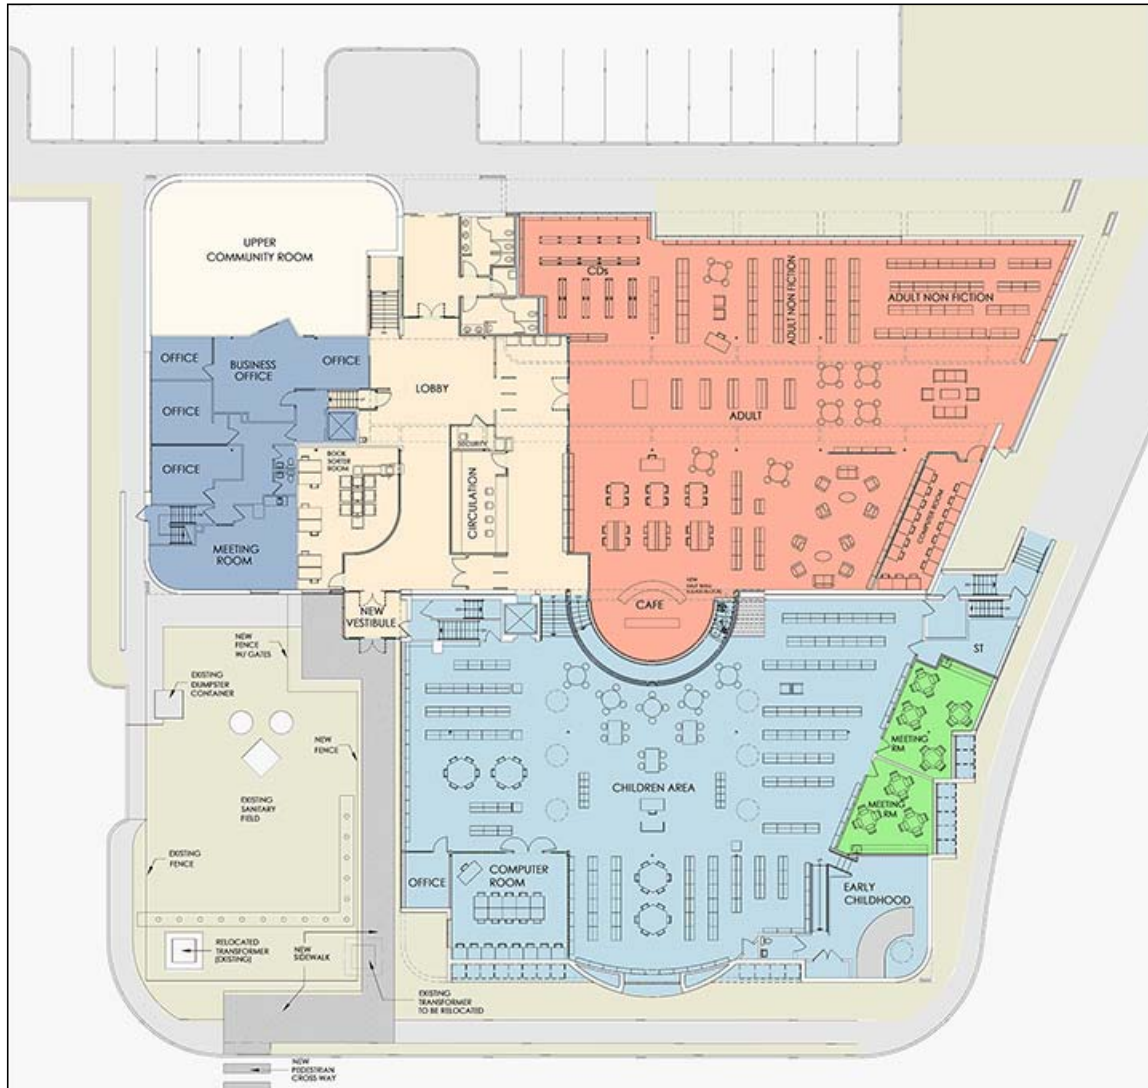 UPPER
COMMUNITY ROOM
CDs
ADULT NON FICTION
ADULT NON FICTION
OFFICE
BUSINESS
OFFICE
OFFICE
LOBBY
OFFICE
ADULT
SECURITY
BOOK
SORTER
ROOM
OFFICE
CIRCULATION
COMPUTER ROOM
MEETING
ROOM
CAFE
NEW
VESTIBULE
NEW
FENCE
W/ GATES
ST
EXISTING
DUMPSTER
CONTAINER
NEW
FENCE
MEETING
RM
CHILDREN AREA
MEETING
RM
EXISTING
SANITARY
FIELD
EXISTING
FENCE
OFFICE
COMPUTER
ROOM
EARLY
CHILDHOOD
RELOCATED
TRANSFORMER
(EXISTING)
NEW
SIDEWALK
EXISTING
TRANSFORMER
TO BE RELOCATED
NEW
PEDESTRIAN
CROSS WAY